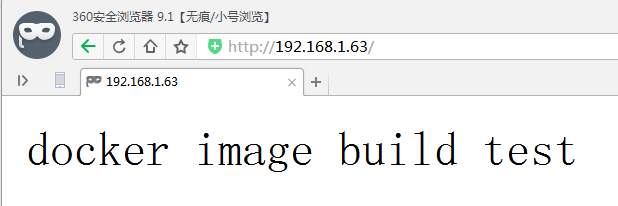 360安全浏览器 9.1【无痕/小号浏览】
http://192.168.1.63/
192.168.1.63
docker image build test